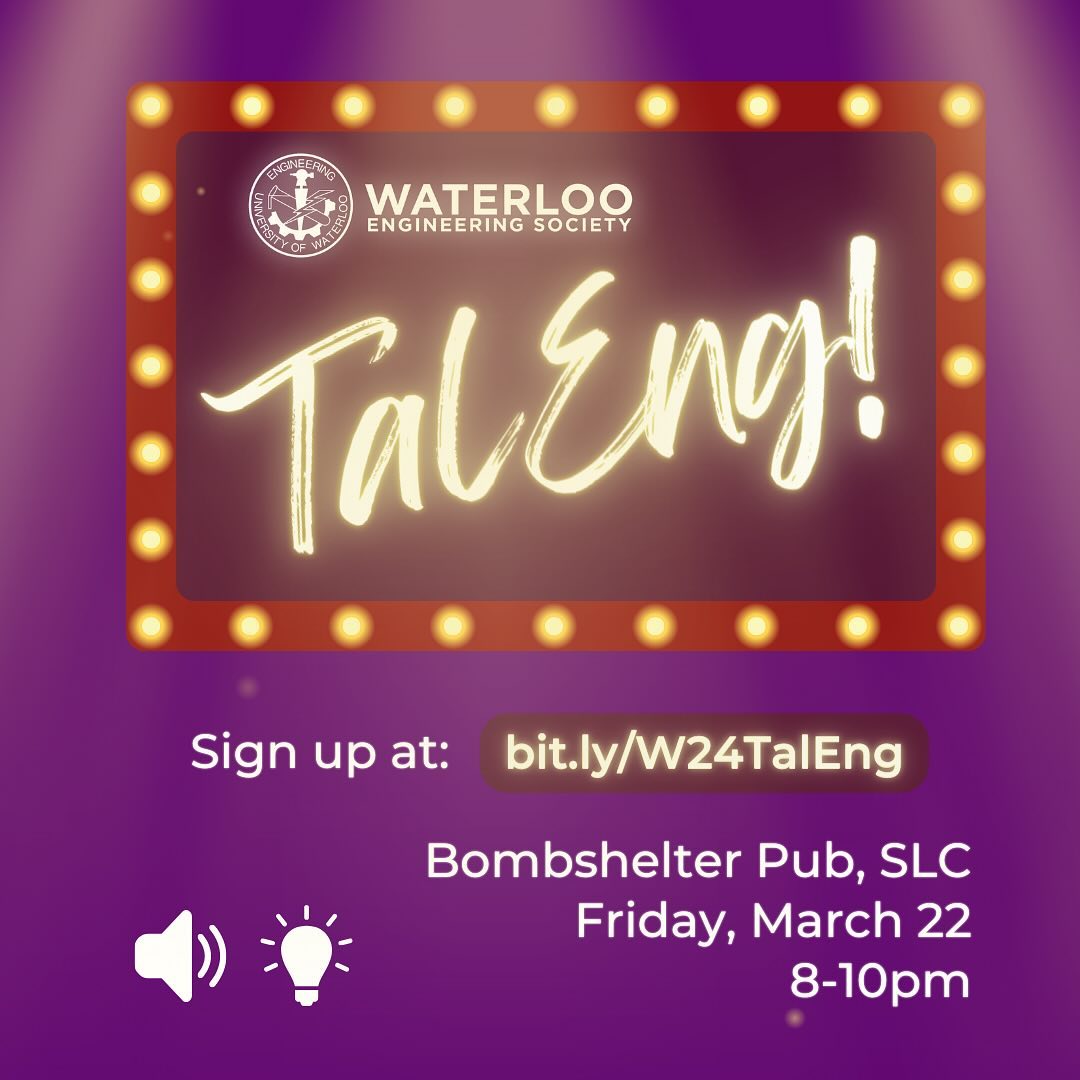 ENGINEERING
UNIVERSITY OF WATERLOO
WATERLOO
ENGINEERING SOCIETY
TalEng!
Sign up at: bit.ly/W24TalEng
Bombshelter Pub, SLC
Friday, March 22
8-10pm